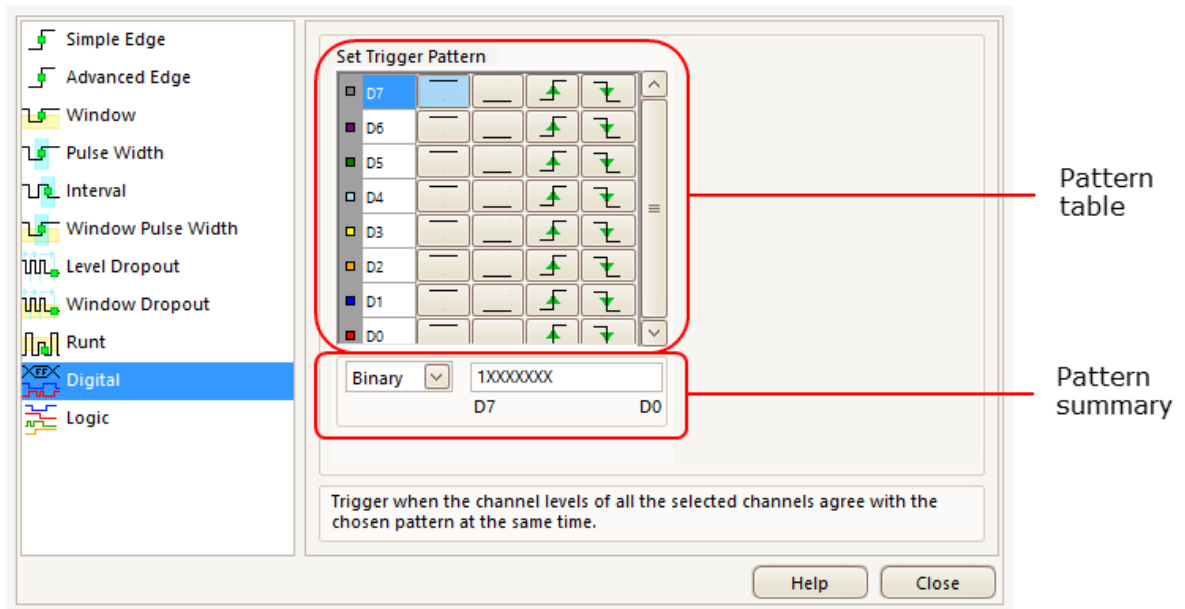 Simple Edge
Advanced Edge
Window
Pulse Width
Interval
Window Pulse Width
Level Dropout
Window Dropout
Runt
FF
Digital
Logic
Set Trigger Pattern
D7
D6
D5
D4
D3
D2
D1
D0
Binary
1XXXXXXX
D7 D0
Trigger when the channel levels of all the selected channels agree with the
chosen pattern at the same time.
Help
Close
Pattern
table
Pattern
summary